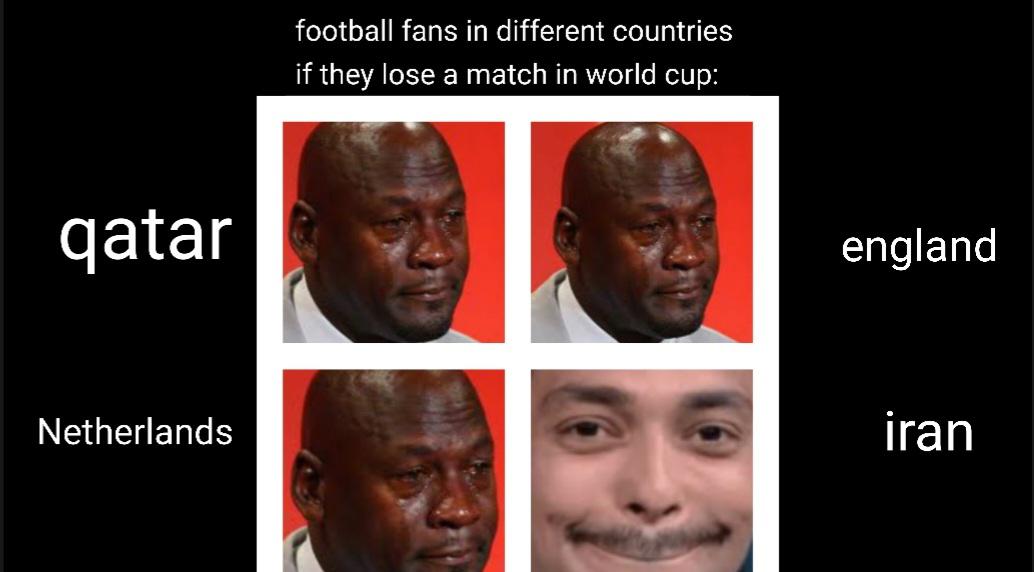 football fans in different countries
if they lose a match in world cup:
qatar
england
Netherlands
iran